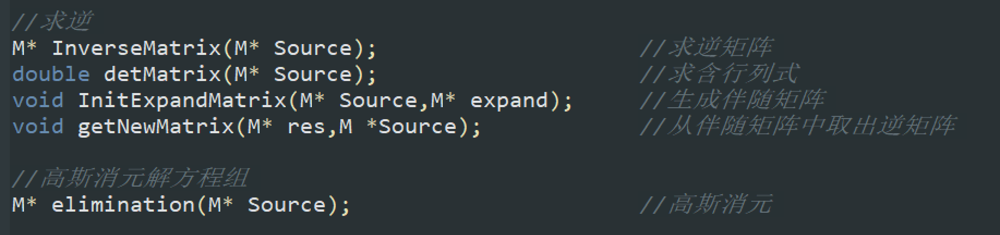 //求逆
M* InverseMatrix(M* Source); //求逆矩阵
double detMatrix(M* Source); //求含行列式
void InitExpandMatrix(M* Source,M* expand); //生成伴随矩阵
void getNewMatrix(M* res,M *Source); //从伴随矩阵中取出逆矩阵
//高斯消元解方程组
M* elimination(M* Source); //高斯消元